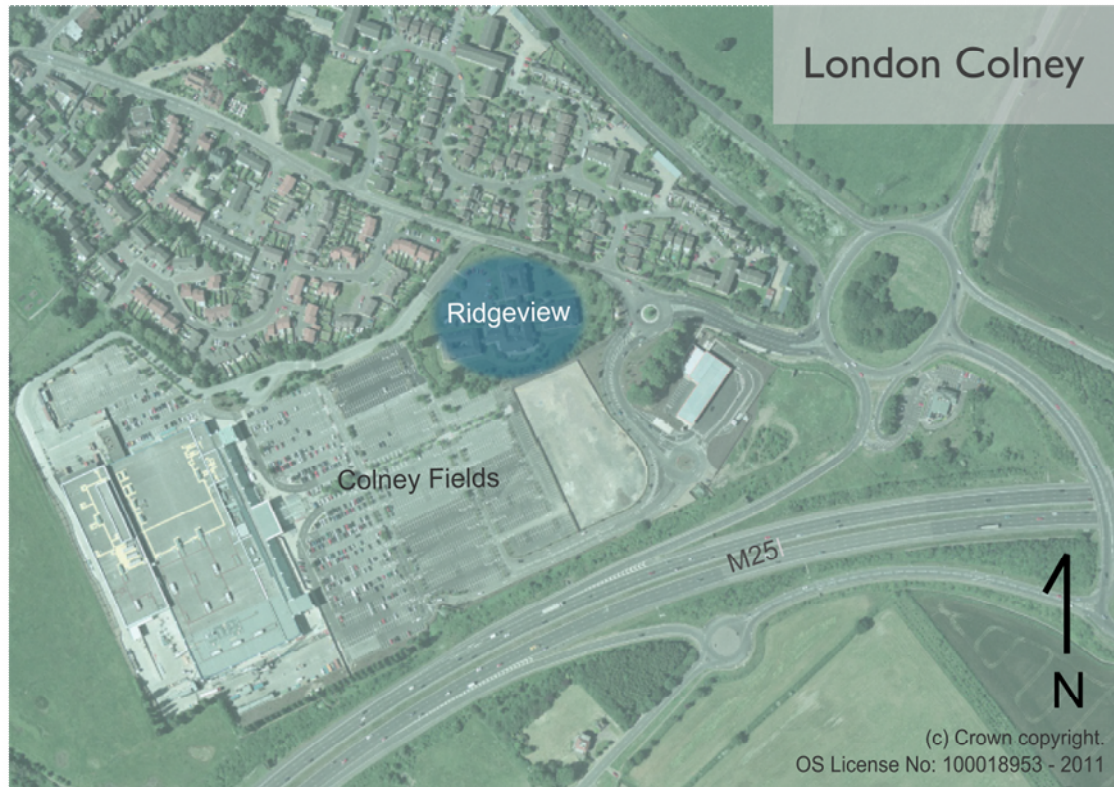 London Colney
Ridgeview
Colney Fields
M25
N
(c) Crown copyright.
OS License No: 100018953 - 2011